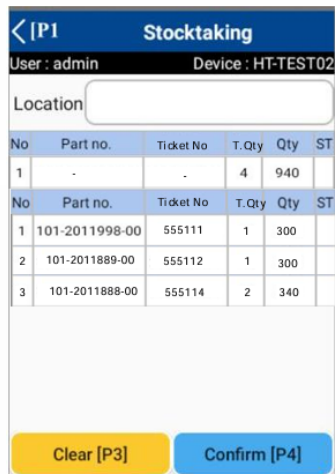 [P1 Stocktaking
User : admin Device : HT-TEST02
Location
No Part no. Ticket No T.Qty Qty ST
1 - - 4 940
No Part no. Ticket No T.Qty Qty ST
1 101-2011998-00 555111 1 300
2 101-2011889-00 555112 1 300
3 101-2011888-00 555114 2 340
Clear [P3] Confirm [P4]